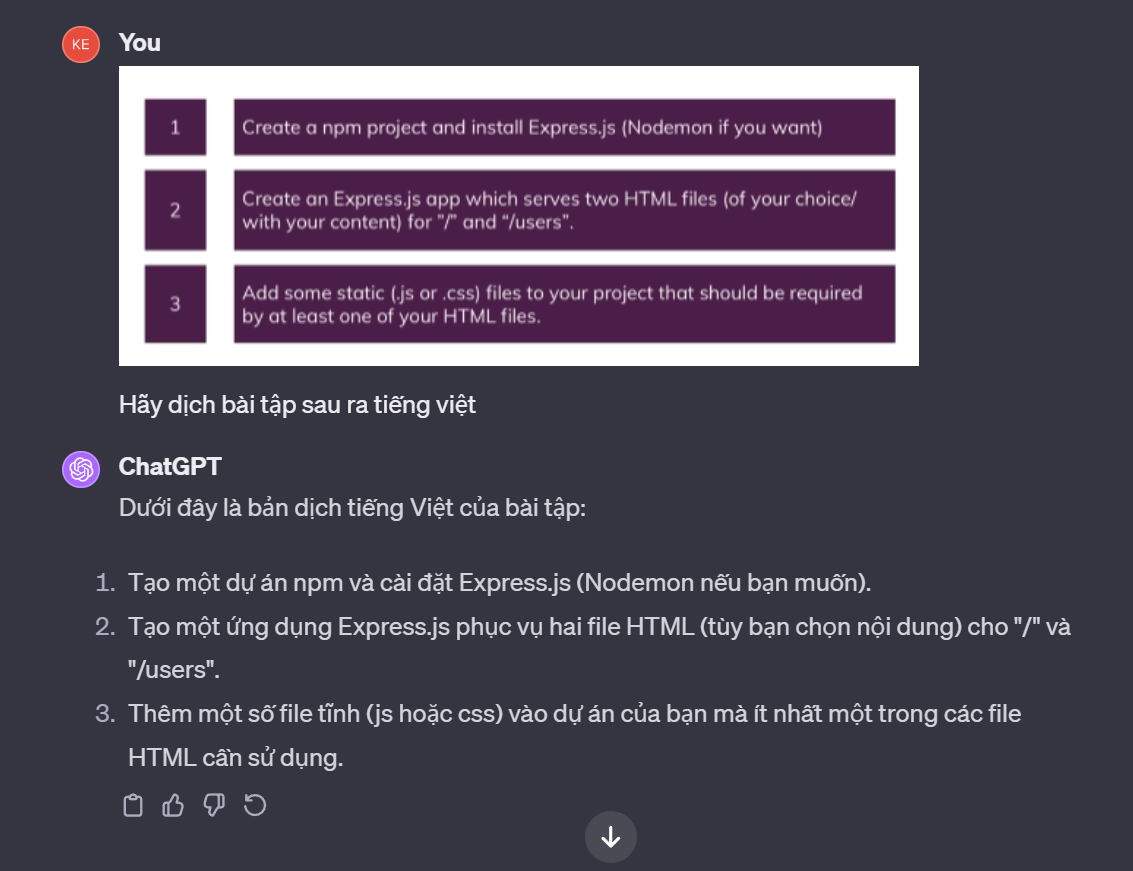 KE
You
1
Create a npm project and install Express.js (Nodemon if you want)
2
Create an Express.js app which serves two HTML files (of your choice/
with your content) for ”/” and “/users”.
3
Add some static (.js or .css) files to your project that should be required
by at least one of your HTML files.
Hãy dịch bài tập sau ra tiếng việt
ChatGPT
Dưới đây là bản dịch tiếng Việt của bài tập:
1. Tạo một dự án npm và cài đặt Express.js (Nodemon nếu bạn muốn).
2. Tạo một ứng dụng Express.js phục vụ hai file HTML (tùy bạn chọn nội dung) cho "/" và
"/users".
3. Thêm một số file tĩnh (js hoặc css) vào dự án của bạn mà ít nhất một trong các file
HTML cần sử dụng.